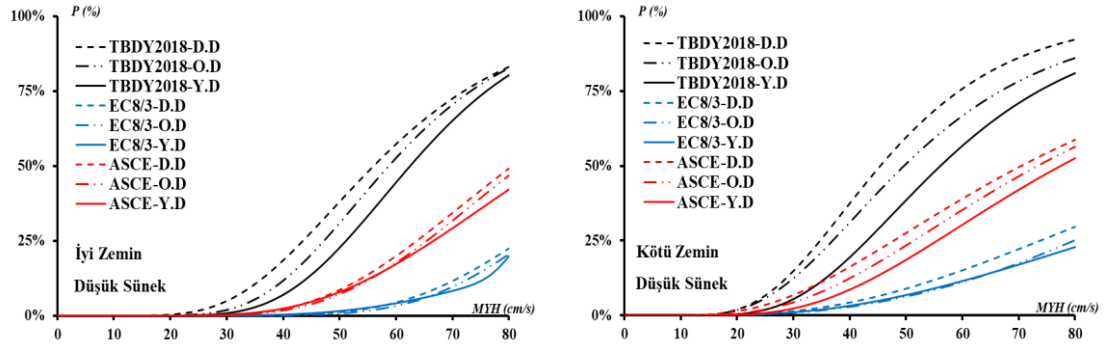 P (%)
100%
75%
50%
25%
0%
TBDY2018-D.D
TBDY2018-O.D
TBDY2018-Y.D
EC8/3-D.D
EC8/3-O.D
EC8/3-Y.D
ASCE-D.D
ASCE-O.D
ASCE-Y.D
İyi Zemin
Düşük Sünek
MYH (cm/s)
0 10 20 30 40 50 60 70 80
P (%)
100%
75%
50%
25%
0%
TBDY2018-D.D
TBDY2018-O.D
TBDY2018-Y.D
EC8/3-D.D
EC8/3-O.D
EC8/3-Y.D
ASCE-D.D
ASCE-O.D
ASCE-Y.D
Kötü Zemin
Düşük Sünek
MYH (cm/s)
0 10 20 30 40 50 60 70 80